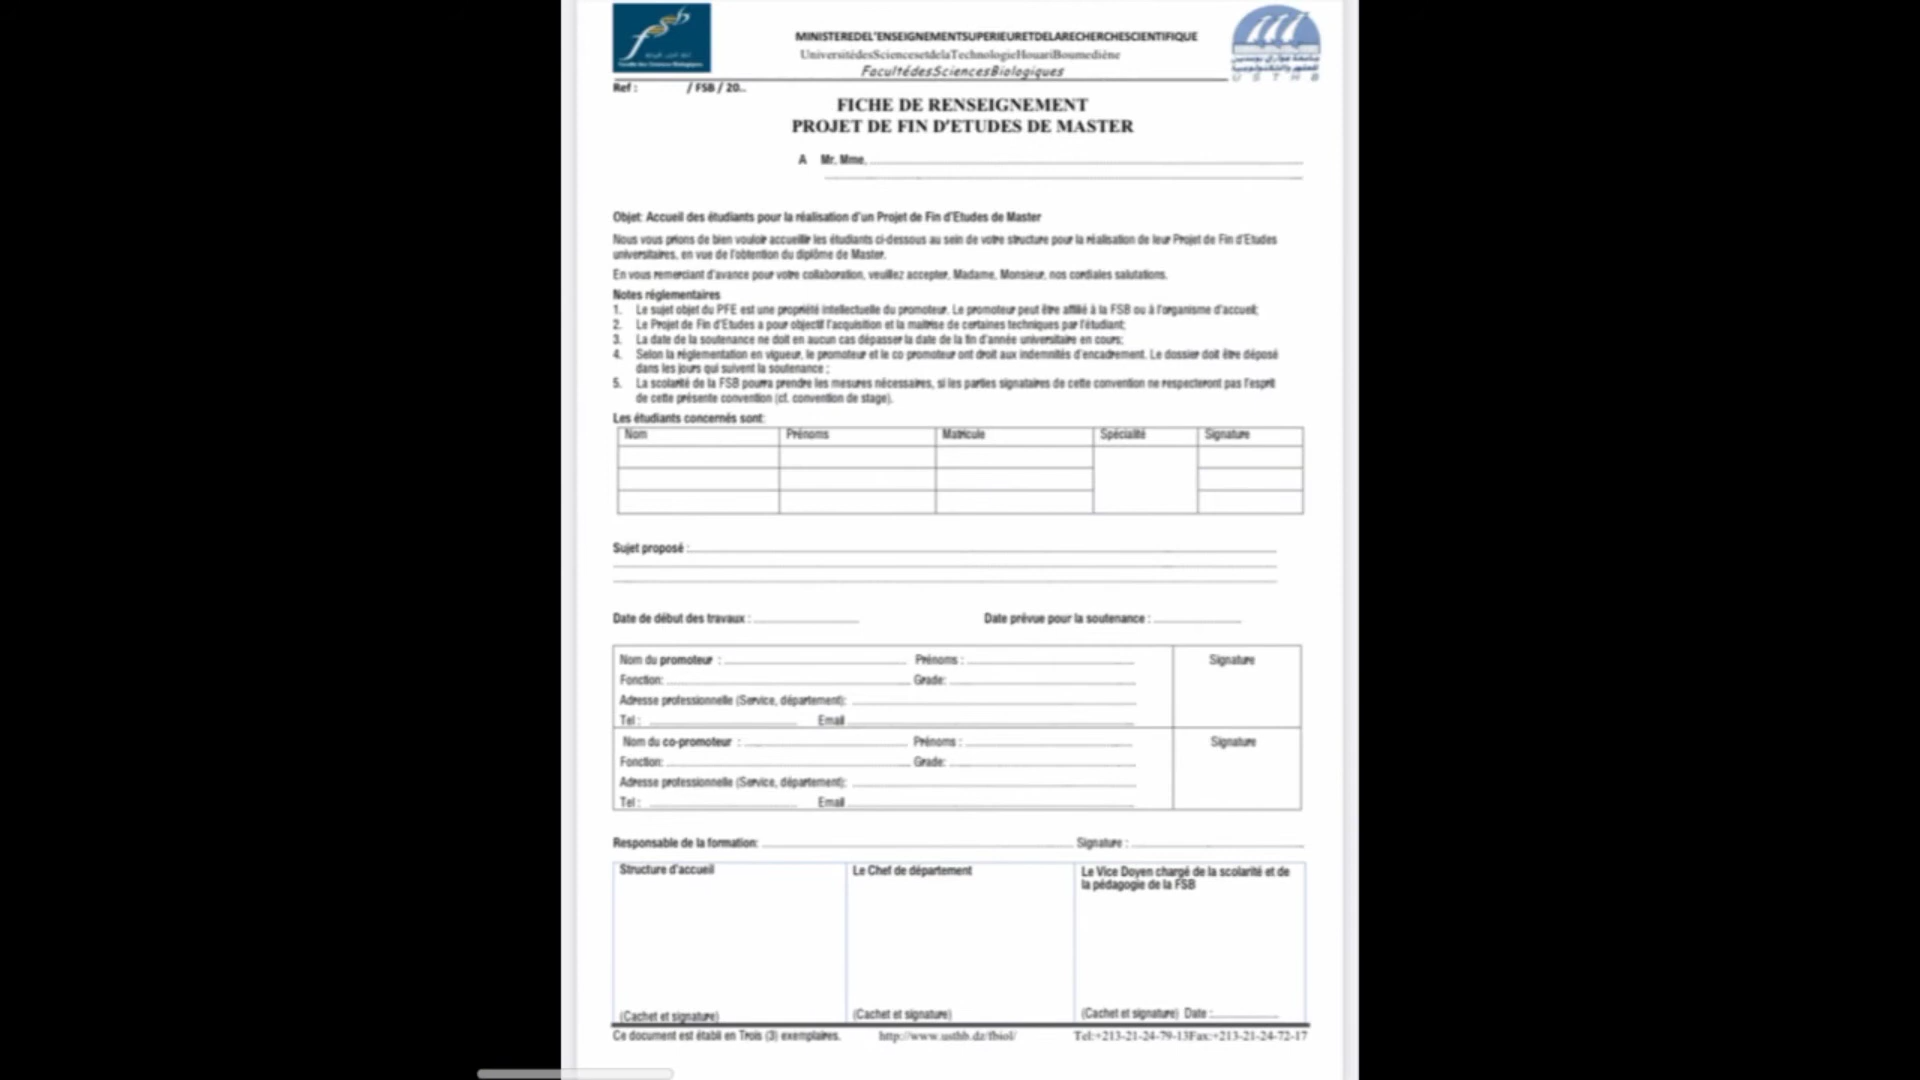 fsb
Faculté des Sciences Biologiques
MINISTEREDEL'ENSEIGNEMENTSUPERIEURETDELARECHERCHESCIENTIFIQUE
UniversitédesSciencesetdelaTechnologieHouariBoumediène
FacultédesSciencesBiologiques
U S T H B
Ref : / FSB / 20..
FICHE DE RENSEIGNEMENT
PROJET DE FIN D'ETUDES DE MASTER
A Mr. Mme.
Objet: Accueil des étudiants pour la réalisation d'un Projet de Fin d'Etudes de Master
Nous vous prions de bien vouloir accueillir les étudiants ci-dessous au sein de votre structure pour la réalisation de leur Projet de Fin d'Etudes
universitaires, en vue de l'obtention du diplôme de Master.
En vous remerciant d'avance pour votre collaboration, veuillez accepter, Madame, Monsieur, nos cordiales salutations.
Notes réglementaires
1. Le sujet objet du PFE est une propriété intellectuelle du promoteur. Le promoteur peut être affilié à la FSB ou à l'organisme d'accueil;
2. Le Projet de Fin d'Etudes a pour objectif l'acquisition et la maîtrise de certaines techniques par l'étudiant;
3. La date de la soutenance ne doit en aucun cas dépasser la date de la fin d'année universitaire en cours;
4. Selon la réglementation en vigueur, le promoteur et le co promoteur ont droit aux indemnités d'encadrement. Le dossier doit être déposé
dans les jours qui suivent la soutenance ;
5. La scolarité de la FSB pourra prendre les mesures nécessaires, si les parties signataires de cette convention ne respecteront pas l'esprit
de cette présente convention (cf. convention de stage).
Les étudiants concernés sont:
Nom Prénoms Matricule Spécialité Signature
Sujet proposé :
Date de début des travaux : Date prévue pour la soutenance :
Nom du promoteur : Prénoms : Signature
Fonction: Grade:
Adresse professionnelle (Service, département):
Tel : Email
Nom du co-promoteur : Prénoms : Signature
Fonction: Grade:
Adresse professionnelle (Service, département):
Tel : Email
Responsable de la formation: Signature :
Structure d'accueil Le Chef de département Le Vice Doyen chargé de la scolarité et de
la pédagogie de la FSB
(Cachet et signature) (Cachet et signature) (Cachet et signature) Date :
Ce document est établi en Trois (3) exemplaires. http://www.usthb.dz/fbiol/ Tel:+213-21-24-79-13Fax:+213-21-24-72-17